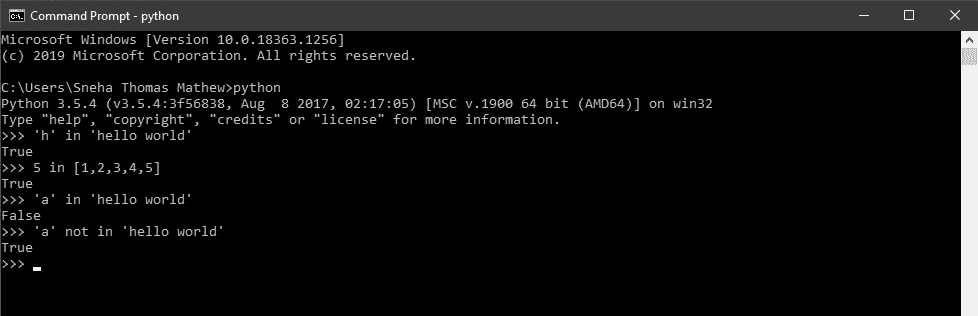 Command Prompt - python
Microsoft Windows [Version 10.0.18363.1256]
(c) 2019 Microsoft Corporation. All rights reserved.
C:\Users\Sneha Thomas Mathew>python
Python 3.5.4 (v3.5.4:3f56838, Aug  8 2017, 02:17:05) [MSC v.1900 64 bit (AMD64)] on win32
Type "help", "copyright", "credits" or "license" for more information.
>>> 'h' in 'hello world'
True
>>> 5 in [1,2,3,4,5]
True
>>> 'a' in 'hello world'
False
>>> 'a' not in 'hello world'
True
>>>